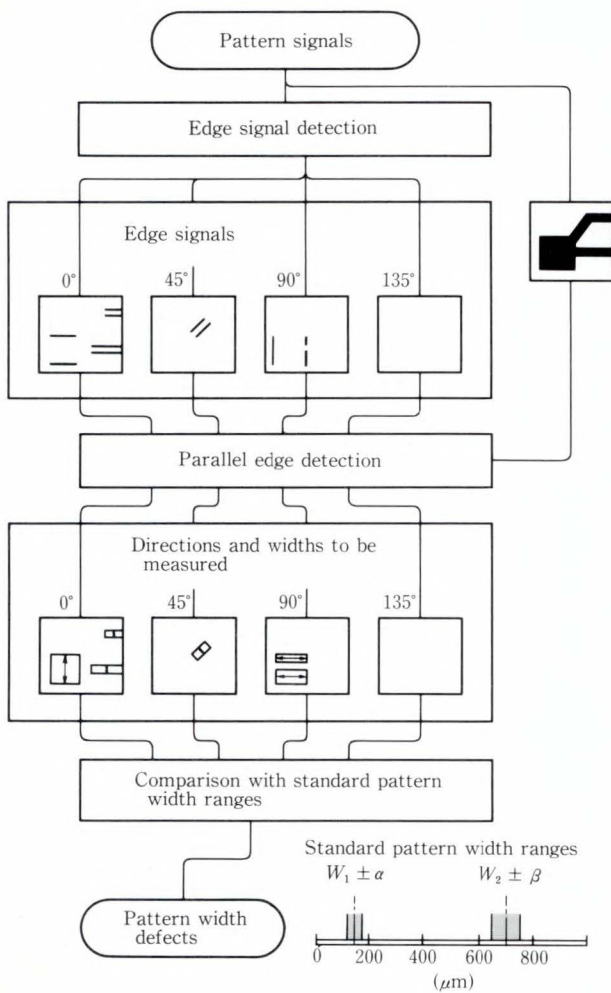 Pattern signals
Edge signal detection
Edge signals
0° 45° 90° 135°
Parallel edge detection
Directions and widths to be
measured
0° 45° 90° 135°
Comparison with standard pattern
width ranges
Pattern width
defects
Standard pattern width ranges
W₁ ± α W₂ ± β
0 200 400 600 800
(μm)